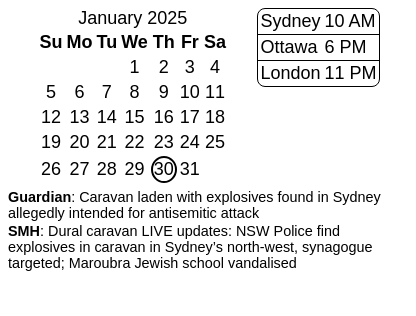 January 2025
Su Mo Tu We Th Fr Sa
1 2 3 4
5 6 7 8 9 10 11
12 13 14 15 16 17 18
19 20 21 22 23 24 25
26 27 28 29 30 31
Sydney 10 AM
Ottawa 6 PM
London 11 PM
Guardian: Caravan laden with explosives found in Sydney
allegedly intended for antisemitic attack
SMH: Dural caravan LIVE updates: NSW Police find
explosives in caravan in Sydney's north-west, synagogue
targeted; Maroubra Jewish school vandalised